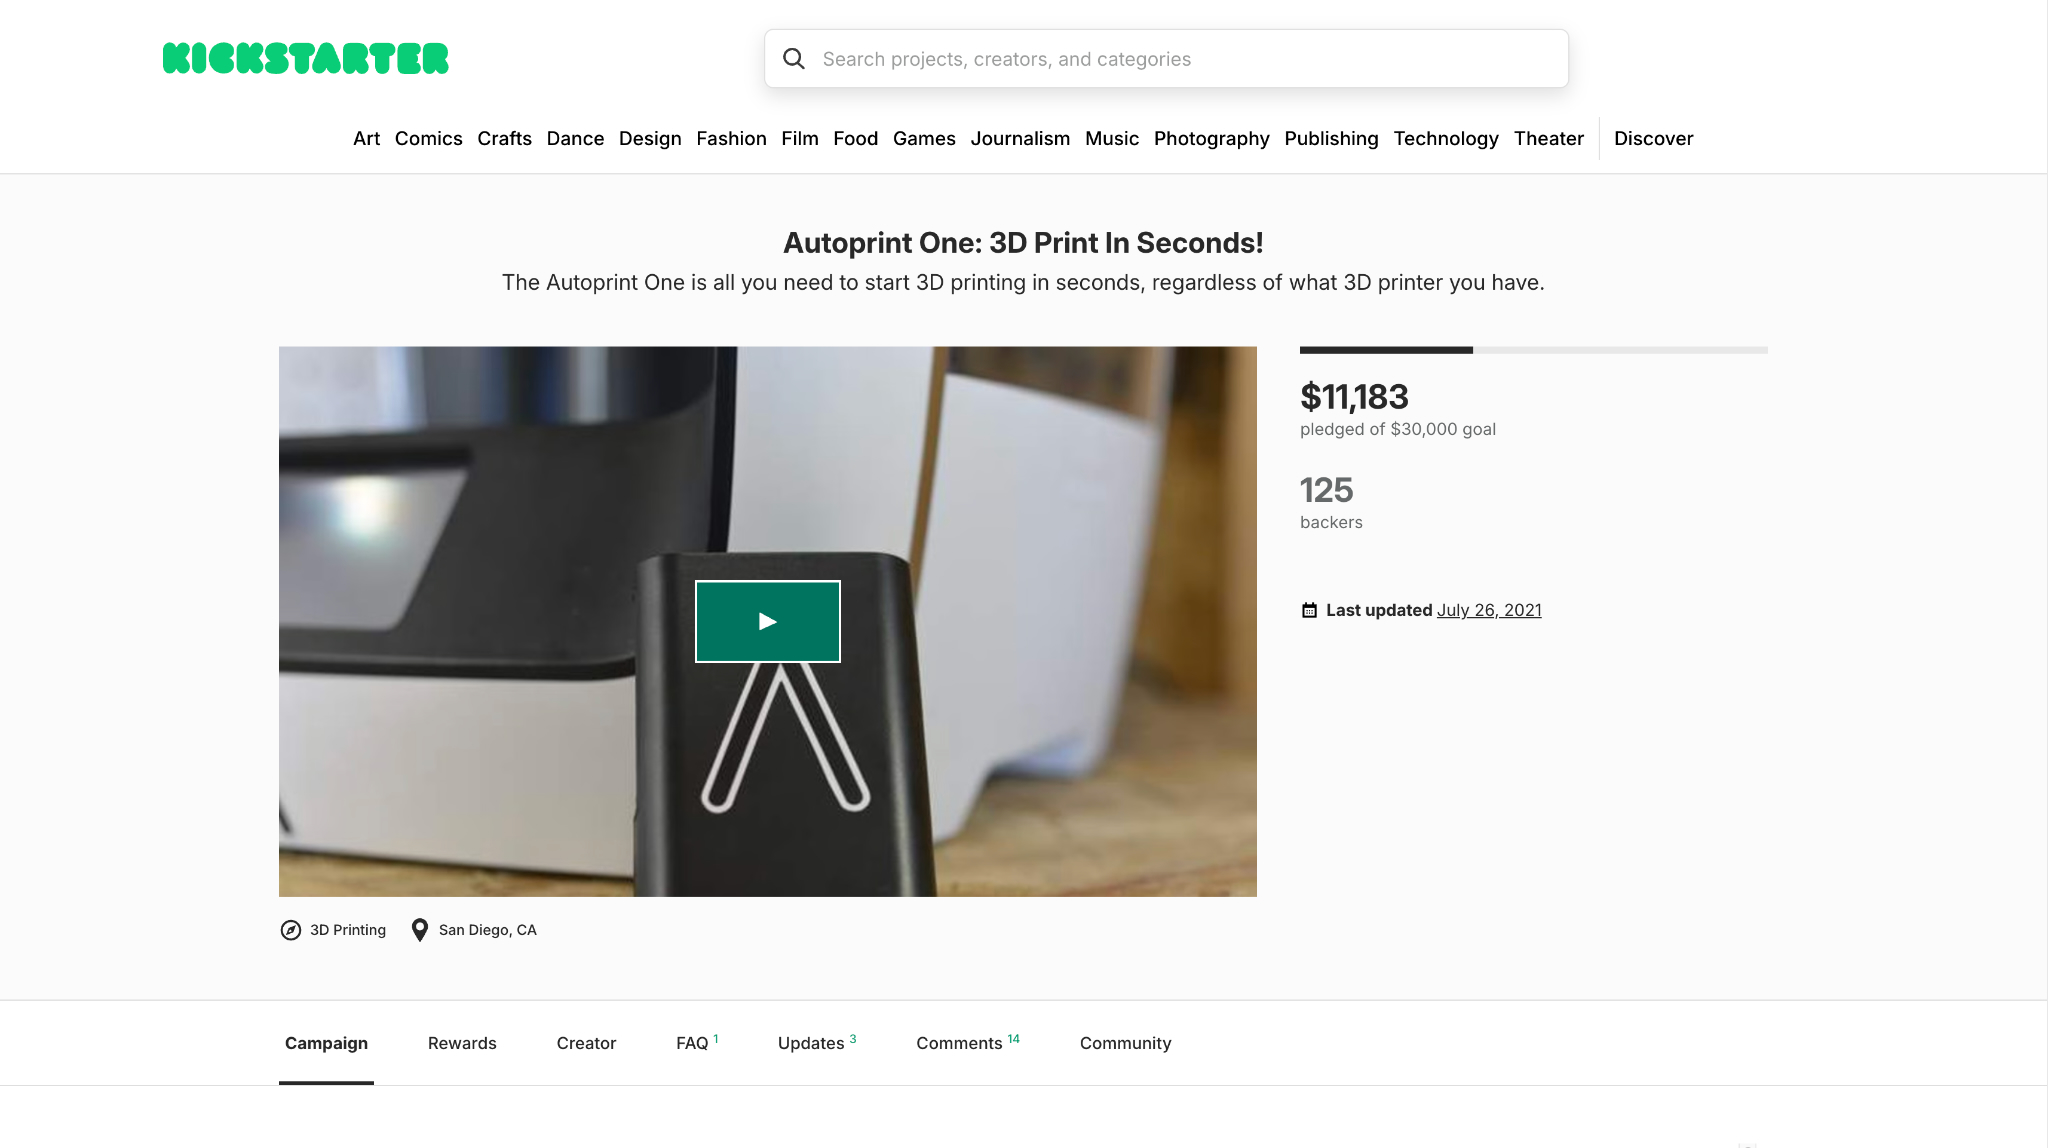 KICKSTARTER
Search projects, creators, and categories
Art Comics Crafts Dance Design Fashion Film Food Games Journalism Music Photography Publishing Technology Theater Discover
Autoprint One: 3D Print In Seconds!
The Autoprint One is all you need to start 3D printing in seconds, regardless of what 3D printer you have.
$11,183
pledged of $30,000 goal
125
backers
Last updated July 26, 2021
3D Printing San Diego, CA
Campaign Rewards Creator FAQ 1 Updates 3 Comments 14 Community